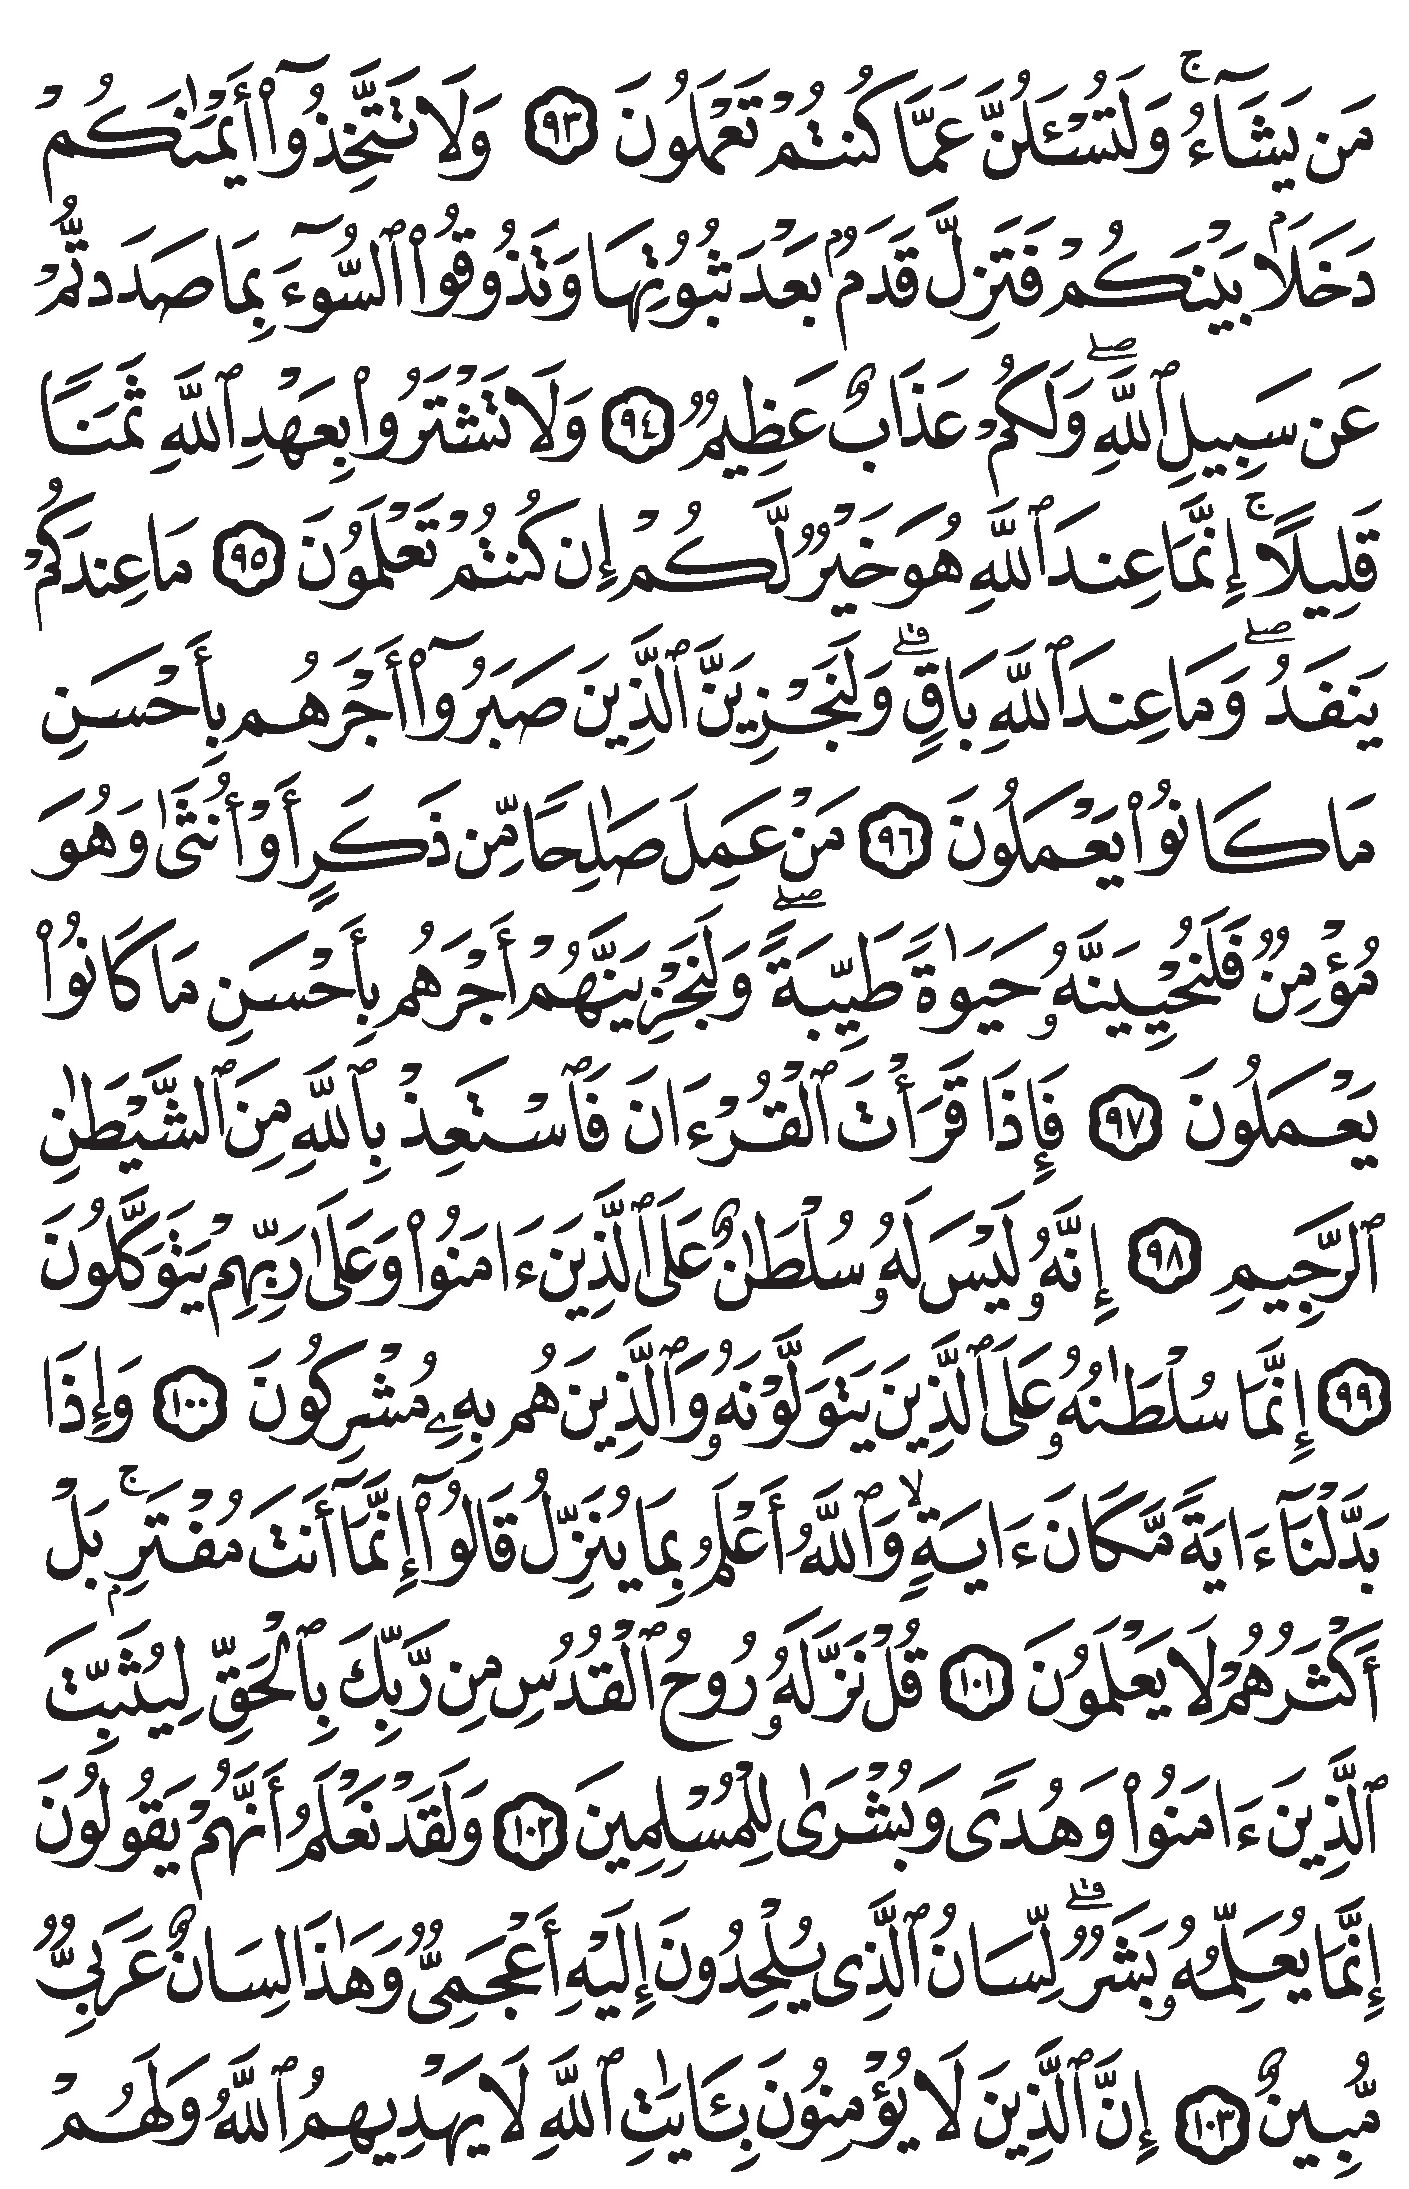 مَن يَشَآءُ ۚ وَلَتُسْـَٔلُنَّ عَمَّا كُنتُمْ تَعْمَلُونَ ٩٣ وَلَا تَتَّخِذُوٓا۟ أَيْمَـٰنَكُمْ
دَخَلًۢا بَيْنَكُمْ فَتَزِلَّ قَدَمٌۢ بَعْدَ ثُبُوتِهَا وَتَذُوقُوا۟ ٱلسُّوٓءَ بِمَا صَدَدتُّمْ
عَن سَبِيلِ ٱللَّهِ ۖ وَلَكُمْ عَذَابٌ عَظِيمٌ ٩٤ وَلَا تَشْتَرُوا۟ بِعَهْدِ ٱللَّهِ ثَمَنًا
قَلِيلًا ۚ إِنَّمَا عِندَ ٱللَّهِ هُوَ خَيْرٌ لَّكُمْ إِن كُنتُمْ تَعْلَمُونَ ٩٥ مَا عِندَكُمْ
يَنفَدُ ۖ وَمَا عِندَ ٱللَّهِ بَاقٍ ۗ وَلَنَجْزِيَنَّ ٱلَّذِينَ صَبَرُوٓا۟ أَجْرَهُم بِأَحْسَنِ
مَا كَانُوا۟ يَعْمَلُونَ ٩٦ مَنْ عَمِلَ صَـٰلِحًا مِّن ذَكَرٍ أَوْ أُنثَىٰ وَهُوَ
مُؤْمِنٌ فَلَنُحْيِيَنَّهُۥ حَيَوٰةً طَيِّبَةً ۖ وَلَنَجْزِيَنَّهُمْ أَجْرَهُم بِأَحْسَنِ مَا كَانُوا۟
يَعْمَلُونَ ٩٧ فَإِذَا قَرَأْتَ ٱلْقُرْءَانَ فَٱسْتَعِذْ بِٱللَّهِ مِنَ ٱلشَّيْطَـٰنِ
ٱلرَّجِيمِ ٩٨ إِنَّهُۥ لَيْسَ لَهُۥ سُلْطَـٰنٌ عَلَى ٱلَّذِينَ ءَامَنُوا۟ وَعَلَىٰ رَبِّهِمْ يَتَوَكَّلُونَ
٩٩ إِنَّمَا سُلْطَـٰنُهُۥ عَلَى ٱلَّذِينَ يَتَوَلَّوْنَهُۥ وَٱلَّذِينَ هُم بِهِۦ مُشْرِكُونَ ١٠٠ وَإِذَا
بَدَّلْنَآ ءَايَةً مَّكَانَ ءَايَةٍ ۙ وَٱللَّهُ أَعْلَمُ بِمَا يُنَزِّلُ قَالُوٓا۟ إِنَّمَآ أَنتَ مُفْتَرٍۭ ۚ بَلْ
أَكْثَرُهُمْ لَا يَعْلَمُونَ ١٠١ قُلْ نَزَّلَهُۥ رُوحُ ٱلْقُدُسِ مِن رَّبِّكَ بِٱلْحَقِّ لِيُثَبِّتَ
ٱلَّذِينَ ءَامَنُوا۟ وَهُدًى وَبُشْرَىٰ لِلْمُسْلِمِينَ ١٠٢ وَلَقَدْ نَعْلَمُ أَنَّهُمْ يَقُولُونَ
إِنَّمَا يُعَلِّمُهُۥ بَشَرٌ ۗ لِّسَانُ ٱلَّذِى يُلْحِدُونَ إِلَيْهِ أَعْجَمِىٌّ وَهَـٰذَا لِسَانٌ عَرَبِىٌّ
مُّبِينٌ ١٠٣ إِنَّ ٱلَّذِينَ لَا يُؤْمِنُونَ بِـَٔايَـٰتِ ٱللَّهِ لَا يَهْدِيهِمُ ٱللَّهُ وَلَهُمْ